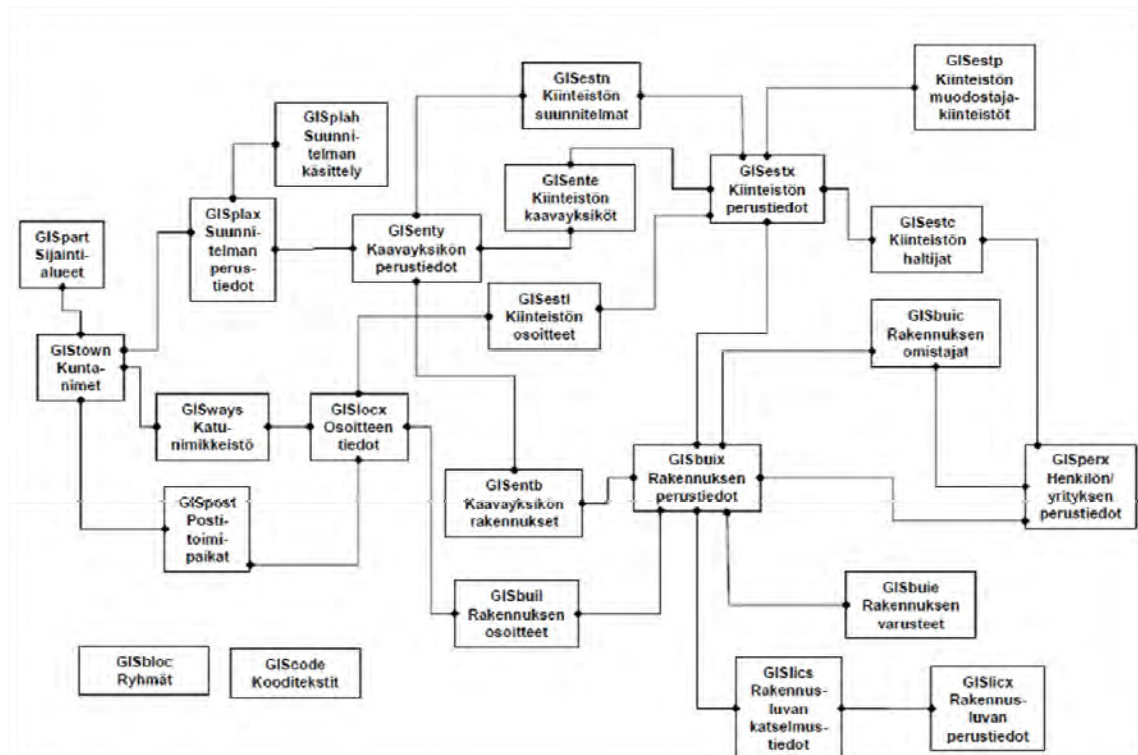 GISestn
Kiinteistön
suunnitelmat
GISestp
Kiinteistön
muodostaja-
kiinteistöt
GISplah
Suunni-
telman
käsittely
GISente
Kiinteistön
kaavayksiköt
GISestx
Kiinteistön
perustiedot
GISplax
Suunni-
telman
perus-
tiedot
GISenty
Kaavayksikön
perustiedot
GISestc
Kiinteistön
haltijat
GISpart
Sijainti-
alueet
GISestl
Kiinteistön
osoitteet
GISbuic
Rakennuksen
omistajat
GIStown
Kunta-
nimet
GISways
Katu-
nimikkeistö
GISlocx
Osoitteen
tiedot
GISentb
Kaavayksikön
rakennukset
GISbuix
Rakennuksen
perustiedot
GISperx
Henkilön/
yrityksen
perustiedot
GISpost
Posti-
toimi-
paikat
GISbuil
Rakennuksen
osoitteet
GISbuie
Rakennuksen
varusteet
GISbloc
Ryhmät
GIScode
Kooditekstit
GISlics
Rakennus-
luvan
katselmus-
tiedot
GISlicx
Rakennus-
luvan
perustiedot